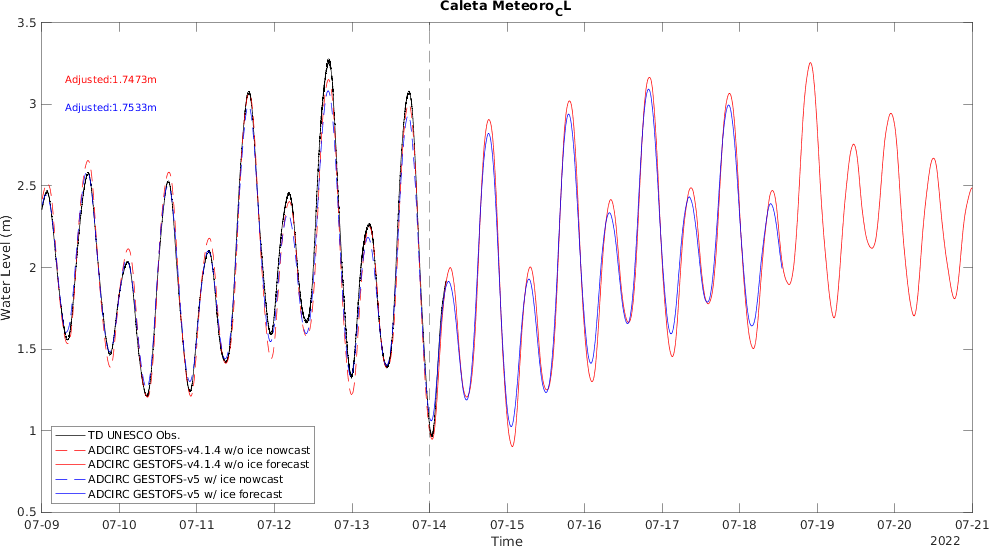 Caleta Meteoro_CL
Adjusted:1.7473m
Adjusted:1.7533m
3.5
3
2.5
2
1.5
1
0.5
Water Level (m)
TD UNESCO Obs.
ADCIRC GESTOFS-v4.1.4 w/o ice nowcast
ADCIRC GESTOFS-v4.1.4 w/o ice forecast
ADCIRC GESTOFS-v5 w/ ice nowcast
ADCIRC GESTOFS-v5 w/ ice forecast
07-09 07-10 07-11 07-12 07-13 07-14 07-15 07-16 07-17 07-18 07-19 07-20 07-21
Time
2022